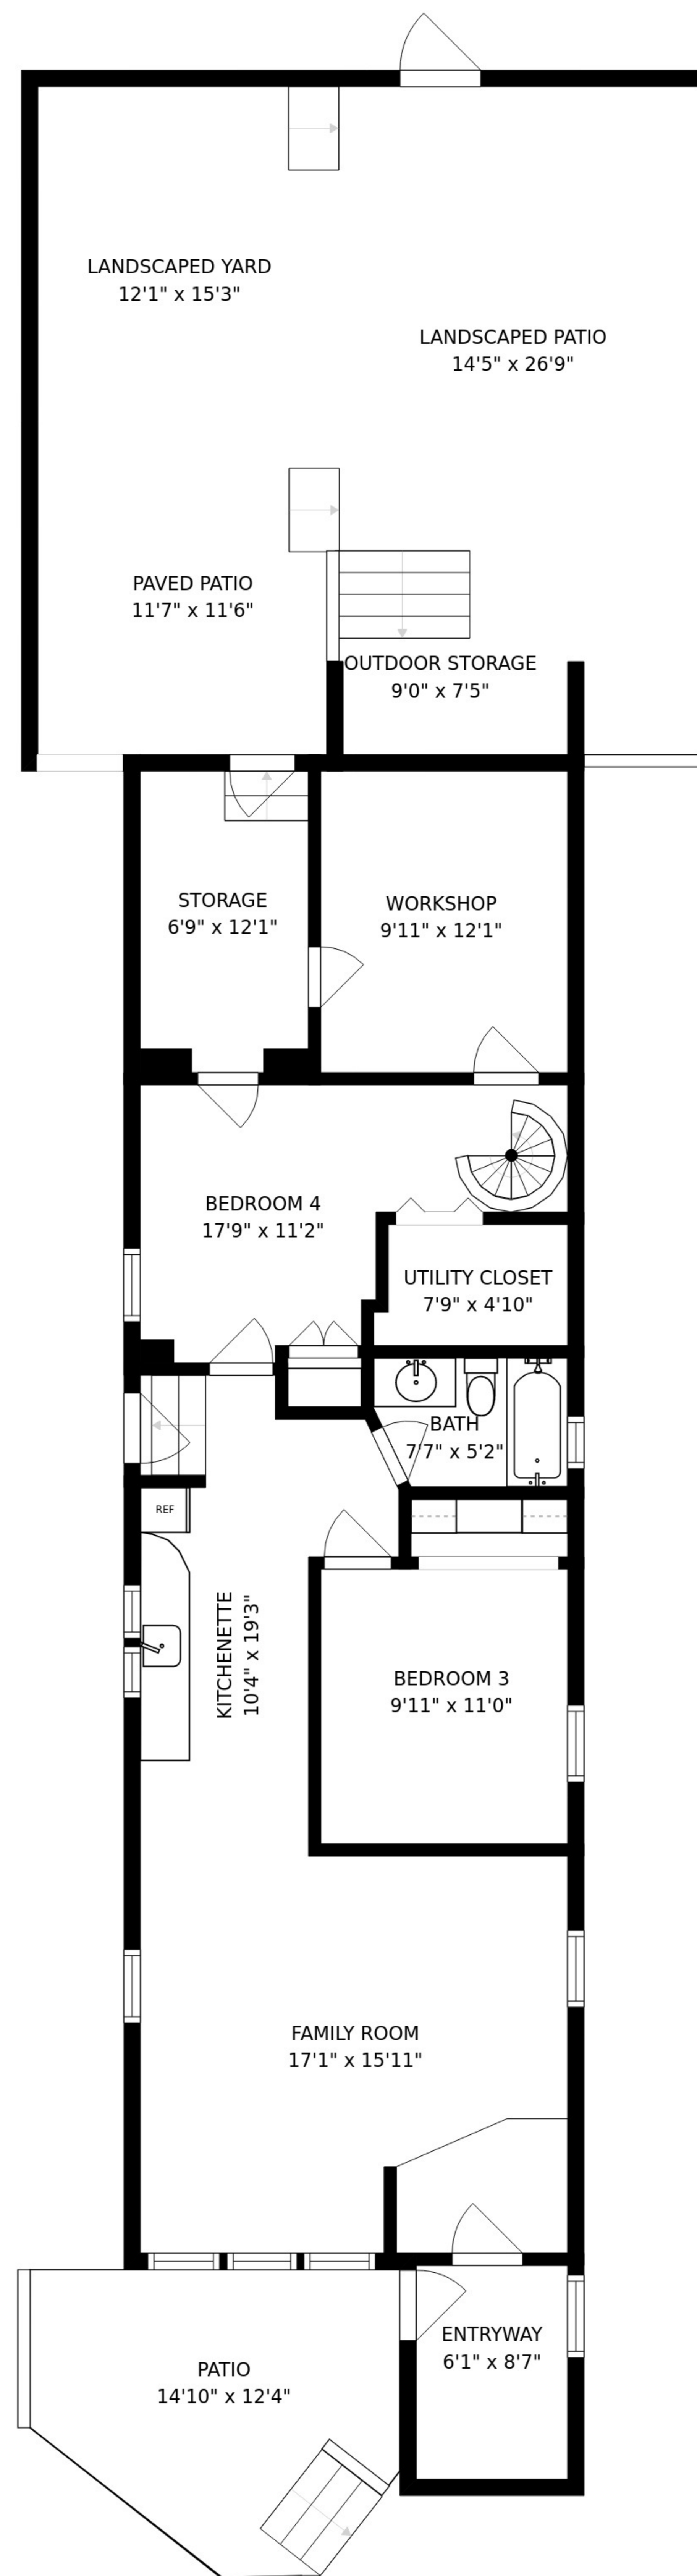 LANDSCAPED YARD
12'1" x 15'3"
LANDSCAPED PATIO
14'5" x 26'9"
PAVED PATIO
11'7" x 11'6"
OUTDOOR STORAGE
9'0" x 7'5"
STORAGE
6'9" x 12'1"
WORKSHOP
9'11" x 12'1"
BEDROOM 4
17'9" x 11'2"
UTILITY CLOSET
7'9" x 4'10"
BATH
7'7" x 5'2"
REF
KITCHENETTE
10'4" x 19'3"
BEDROOM 3
9'11" x 11'0"
FAMILY ROOM
17'1" x 15'11"
ENTRYWAY
6'1" x 8'7"
PATIO
14'10" x 12'4"